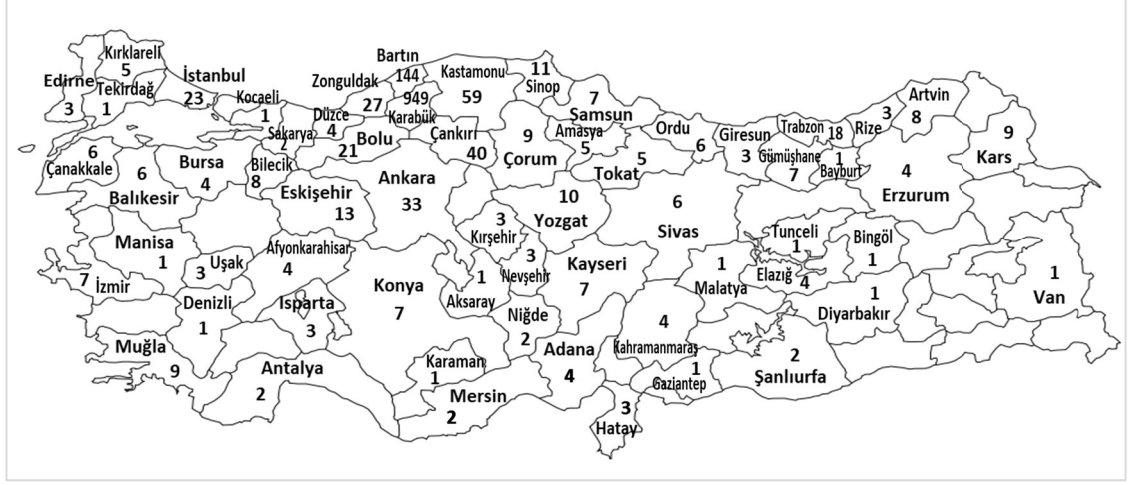 Kırklareli
5
Edirne
3
Tekirdağ
1
İstanbul
23
Kocaeli
1
Sakarya
2
Düzce
4
Zonguldak
27
Bartın
144
949
Karabük
Kastamonu
59
11
Sinop
7
Samsun
Amasya
5
Ordu
6
Giresun
3
Trabzon
18
Rize
3
Artvin
8
9
Kars
6
Çanakkale
6
Balıkesir
Bursa
4
Bilecik
8
Bolu
21
Çankırı
40
9
Çorum
5
Tokat
Gümüşhane
7
1
Bayburt
4
Erzurum
Eskişehir
13
Ankara
33
10
Yozgat
6
Sivas
3
Kırşehir
3
Nevşehir
Kayseri
7
Tunceli
1
Bingöl
1
Elazığ
4
1
Malatya
Manisa
1
7
İzmir
3
Uşak
Afyonkarahisar
4
Konya
7
1
Aksaray
Niğde
2
1
Diyarbakır
1
Van
Denizli
1
Isparta
3
Muğla
9
Antalya
2
Karaman
1
Mersin
2
Adana
4
4
Kahramanmaraş
1
Gaziantep
2
Şanlıurfa
3
Hatay